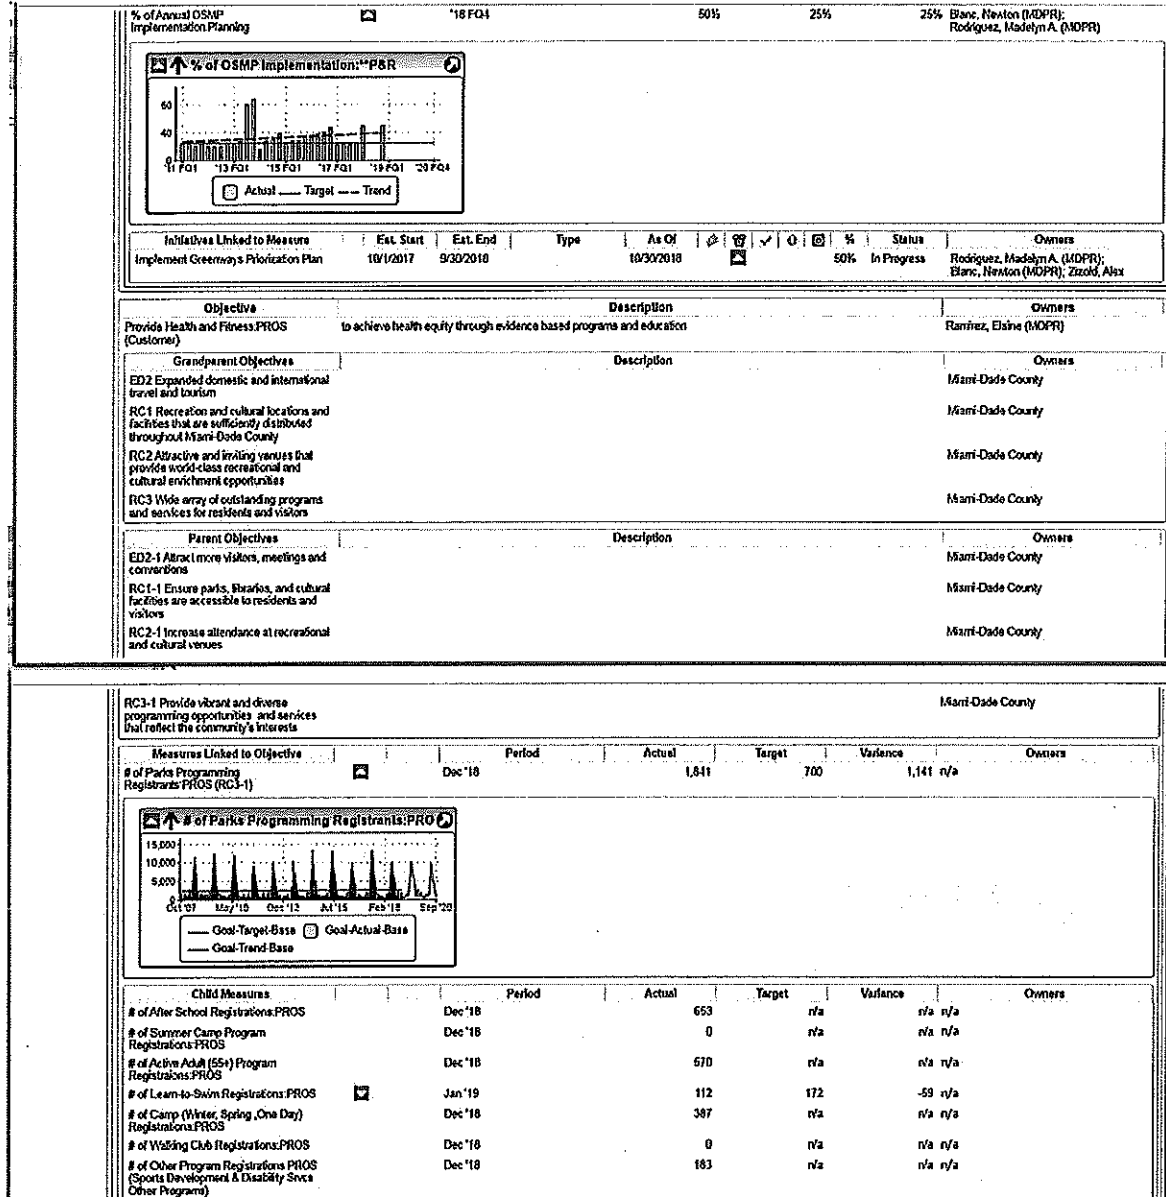 % of Annual OSMP '18 FQ4 50% 25% 25% Blanc, Newton (MDPR);
Implementation Planning Rodriguez, Madelyn A. (MDPR)
% of OSMP Implementation:**P&R
60
40
0
'11 FQ1 '13 FQ1 '15 FQ1 '17 FQ1 '19 FQ1 '20 FQ4
Actual Target Trend
Initiatives Linked to Measure Est. Start Est. End Type As Of % Status Owners
Implement Greenways Priorization Plan 10/1/2017 9/30/2018 10/30/2018 50% In Progress Rodriguez, Madelyn A. (MDPR);
Blanc, Newton (MDPR); Zizold, Alex
Objective Description Owners
Provide Health and Fitness:PROS to achieve health equity through evidence based programs and education Ramirez, Elsine (MDPR)
(Customer)
Grandparent Objectives Description Owners
ED2 Expanded domestic and international Miami-Dade County
travel and tourism
RC1 Recreation and cultural locations and Miami-Dade County
facilities that are sufficiently distributed
throughout Miami-Dade County
RC2 Attractive and inviting venues that Miami-Dade County
provide world-class recreational and
cultural enrichment opportunities
RC3 Wide array of outstanding programs Miami-Dade County
and services for residents and visitors
Parent Objectives Description Owners
ED2-1 Attract more visitors, meetings and Miami-Dade County
conventions
RC1-1 Ensure parks, libraries, and cultural Miami-Dade County
facilities are accessible to residents and
visitors
RC2-1 Increase attendance at recreational Miami-Dade County
and cultural venues
RC3-1 Provide vibrant and diverse Miami-Dade County
programming opportunities and services
that reflect the community's interests
Measures Linked to Objective Period Actual Target Variance Owners
# of Parks Programming Dec '18 1,841 700 1,141 n/a
Registrants:PROS (RC3-1)
# of Parks Programming Registrants:PRO
15,000
10,000
5,000
0
Oct '07 May '10 Dec '12 Jul '15 Feb '18 Sep '20
Goal-Target-Base Goal-Actual-Base
Goal-Trend-Base
Child Measures Period Actual Target Variance Owners
# of After School Registrations:PROS Dec '18 653 n/a n/a n/a
# of Summer Camp Program Dec '18 0 n/a n/a n/a
Registrations:PROS
# of Active Adult (55+) Program Dec '18 570 n/a n/a n/a
Registraions:PROS
# of Learn-to-Swim Registrations:PROS Jan '19 112 172 -59 n/a
# of Camp (Winter, Spring ,One Day) Dec '18 387 n/a n/a n/a
Registrations:PROS
# of Walking Club Registrations:PROS Dec '18 0 n/a n/a n/a
# of Other Program Registrations PROS Dec '18 183 n/a n/a n/a
(Sports Development & Disability Srvcs
Other Programs)